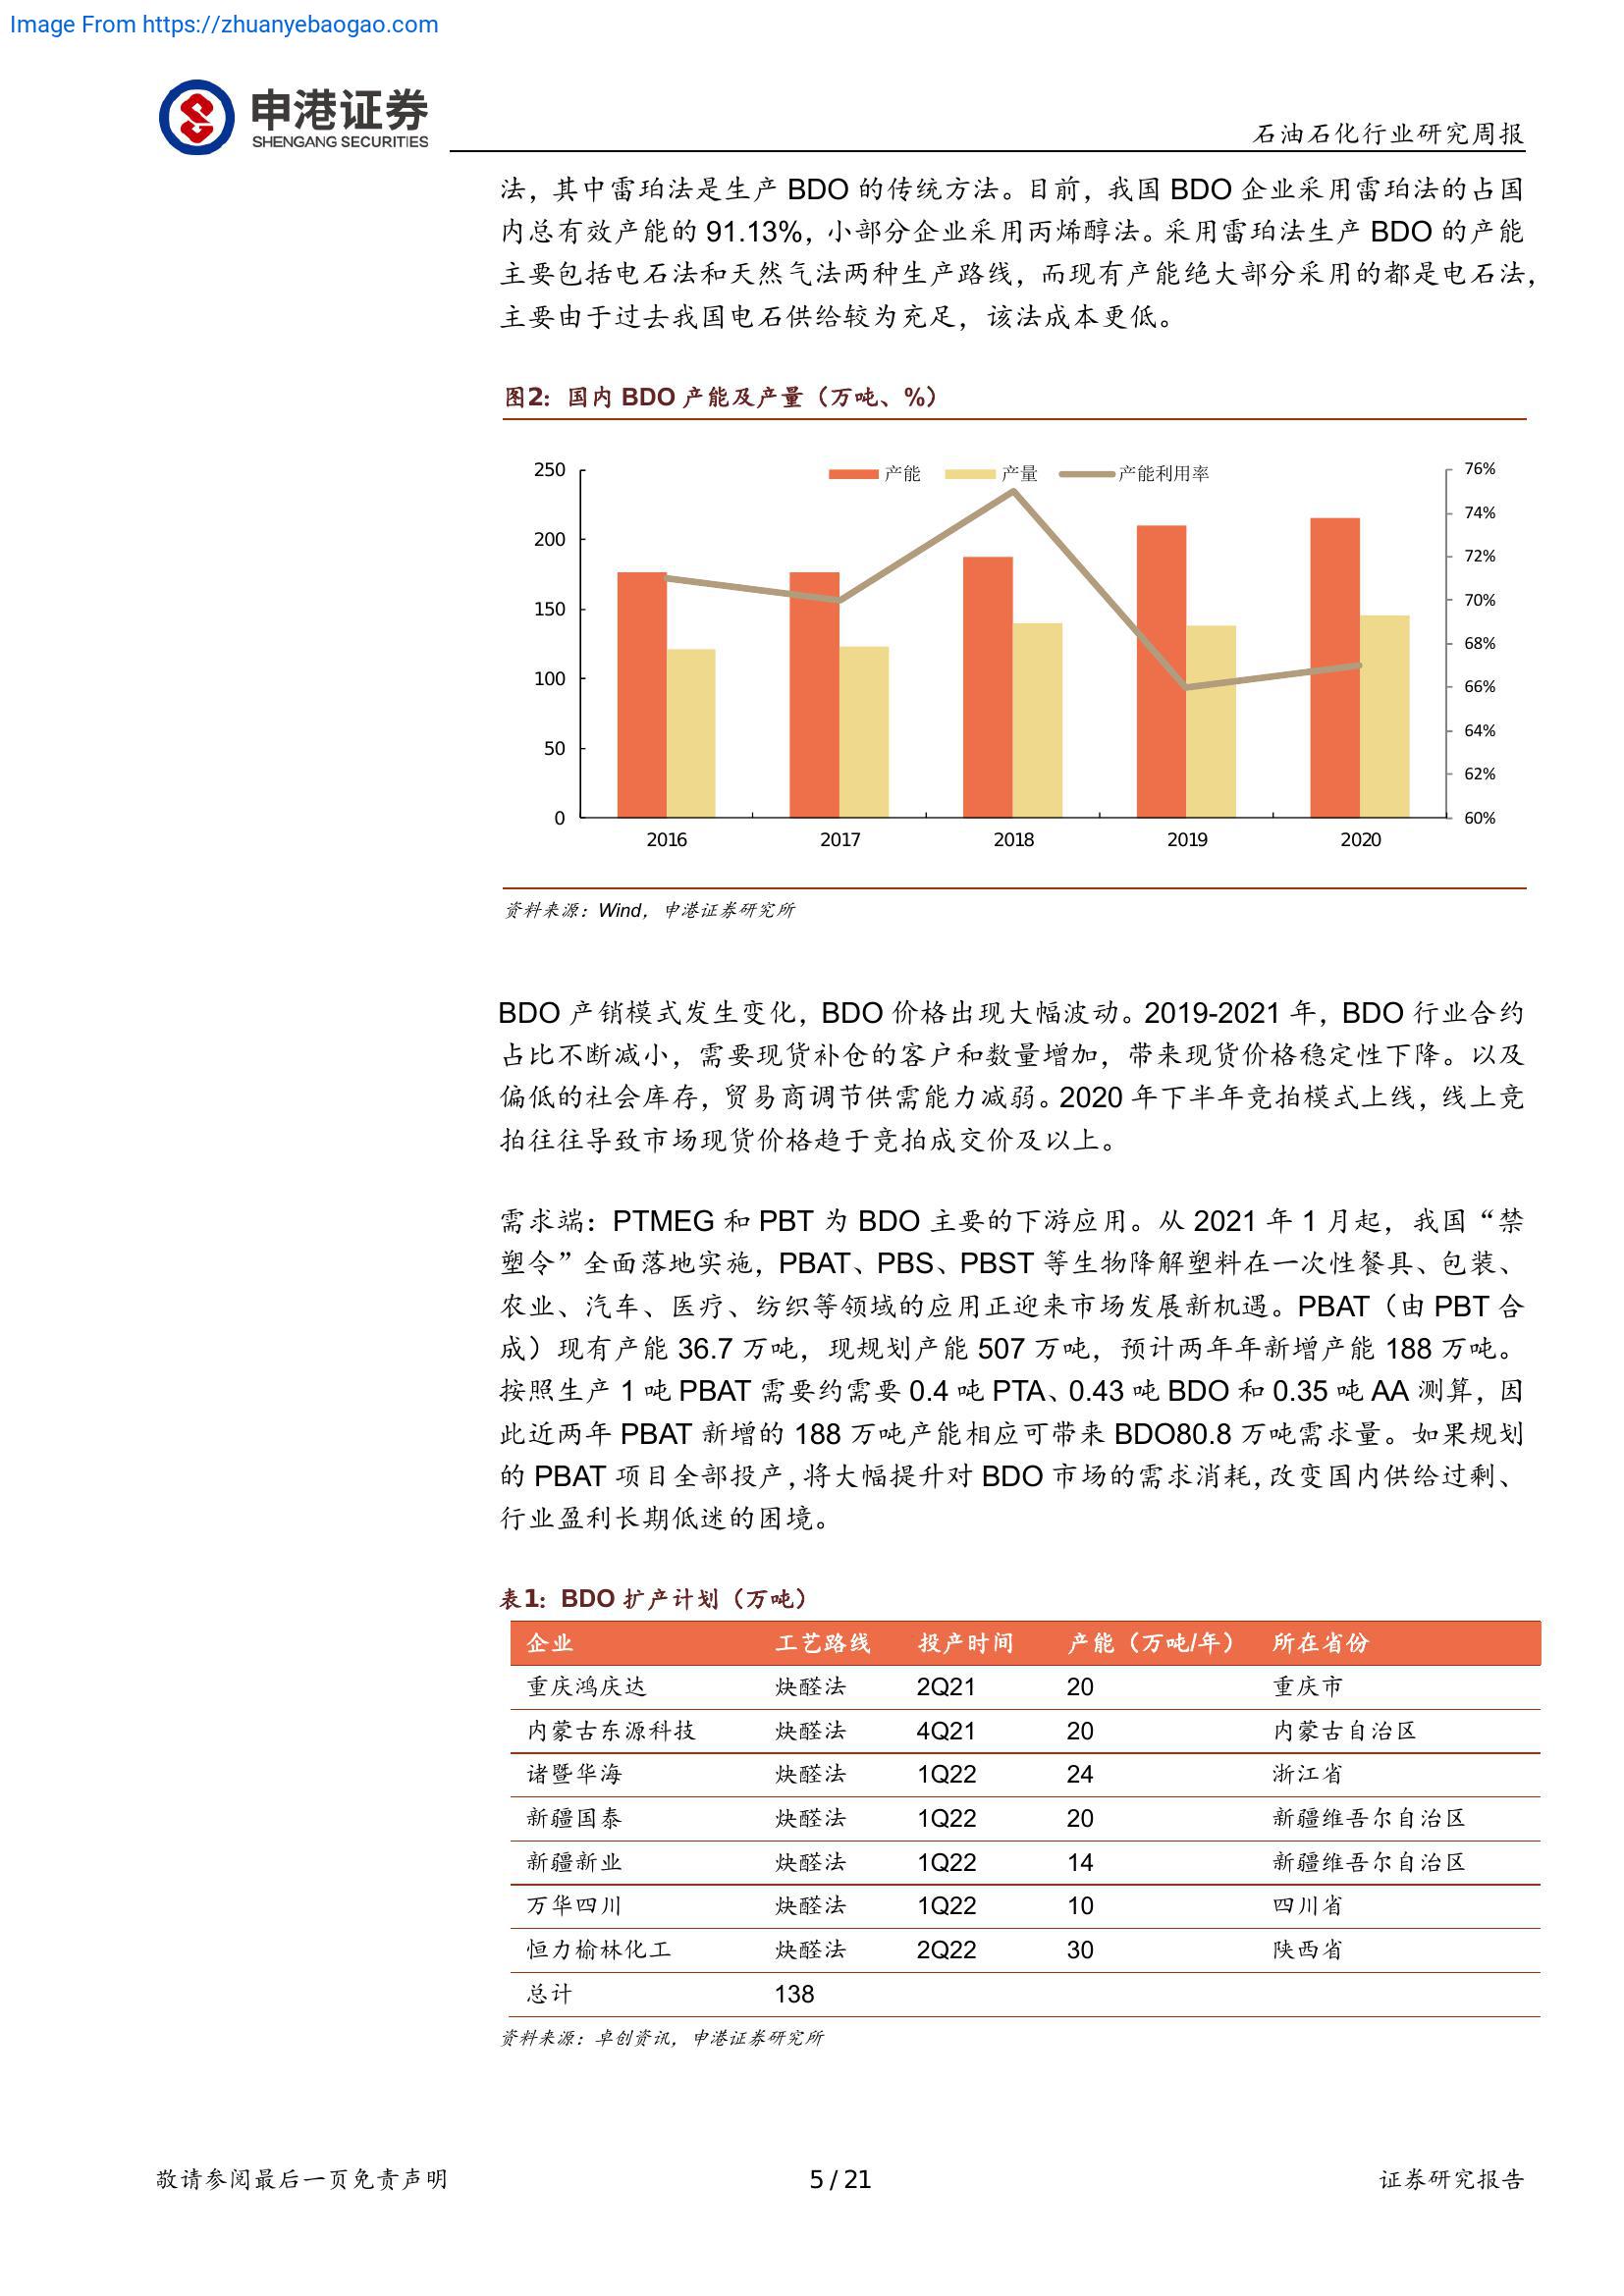 Image From https://zhuanyebaogao.com
申港证券
SHENGANG SECURITIES
石油石化行业研究周报
法，其中雷珀法是生产 BDO 的传统方法。目前，我国 BDO 企业采用雷珀法的占国
内总有效产能的 91.13%，小部分企业采用丙烯醇法。采用雷珀法生产 BDO 的产能
主要包括电石法和天然气法两种生产路线，而现有产能绝大部分采用的都是电石法，
主要由于过去我国电石供给较为充足，该法成本更低。
图2：国内 BDO 产能及产量（万吨、%）
产能 产量 产能利用率
250
200
150
100
50
0
76%
74%
72%
70%
68%
66%
64%
62%
60%
2016 2017 2018 2019 2020
资料来源：Wind，申港证券研究所
BDO 产销模式发生变化，BDO 价格出现大幅波动。2019-2021 年，BDO 行业合约
占比不断减小，需要现货补仓的客户和数量增加，带来现货价格稳定性下降。以及
偏低的社会库存，贸易商调节供需能力减弱。2020 年下半年竞拍模式上线，线上竞
拍往往导致市场现货价格趋于竞拍成交价及以上。
需求端：PTMEG 和 PBT 为 BDO 主要的下游应用。从 2021 年 1 月起，我国“禁
塑令”全面落地实施，PBAT、PBS、PBST 等生物降解塑料在一次性餐具、包装、
农业、汽车、医疗、纺织等领域的应用正迎来市场发展新机遇。PBAT（由 PBT 合
成）现有产能 36.7 万吨，现规划产能 507 万吨，预计两年年新增产能 188 万吨。
按照生产 1 吨 PBAT 需要约需要 0.4 吨 PTA、0.43 吨 BDO 和 0.35 吨 AA 测算，因
此近两年 PBAT 新增的 188 万吨产能相应可带来 BDO80.8 万吨需求量。如果规划
的 PBAT 项目全部投产，将大幅提升对 BDO 市场的需求消耗，改变国内供给过剩、
行业盈利长期低迷的困境。
表1：BDO 扩产计划（万吨）
企业 工艺路线 投产时间 产能（万吨/年） 所在省份
重庆鸿庆达 炔醛法 2Q21 20 重庆市
内蒙古东源科技 炔醛法 4Q21 20 内蒙古自治区
诸暨华海 炔醛法 1Q22 24 浙江省
新疆国泰 炔醛法 1Q22 20 新疆维吾尔自治区
新疆新业 炔醛法 1Q22 14 新疆维吾尔自治区
万华四川 炔醛法 1Q22 10 四川省
恒力榆林化工 炔醛法 2Q22 30 陕西省
总计 138
资料来源：卓创资讯，申港证券研究所
敬请参阅最后一页免责声明 5 / 21 证券研究报告